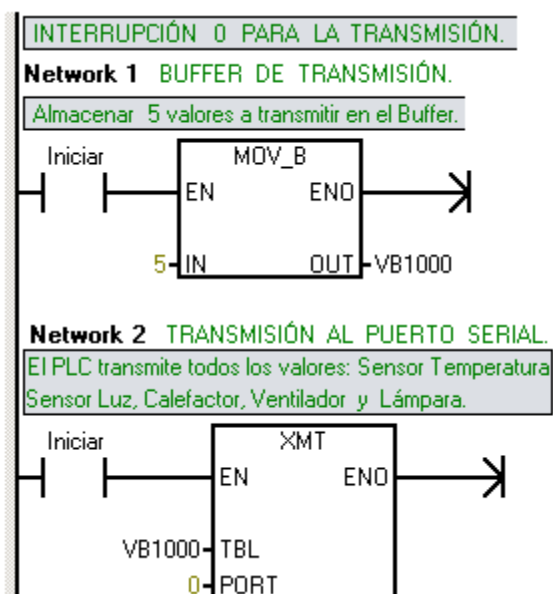 INTERRUPCIÓN 0 PARA LA TRANSMISIÓN.
Network 1 BUFFER DE TRANSMISIÓN.
Almacenar 5 valores a transmitir en el Buffer.
Iniciar MOV_B
EN ENO
5 IN OUT VB1000
Network 2 TRANSMISIÓN AL PUERTO SERIAL.
El PLC transmite todos los valores: Sensor Temperatura
Sensor Luz, Calefactor, Ventilador y Lámpara.
Iniciar XMT
EN ENO
VB1000 TBL
0 PORT